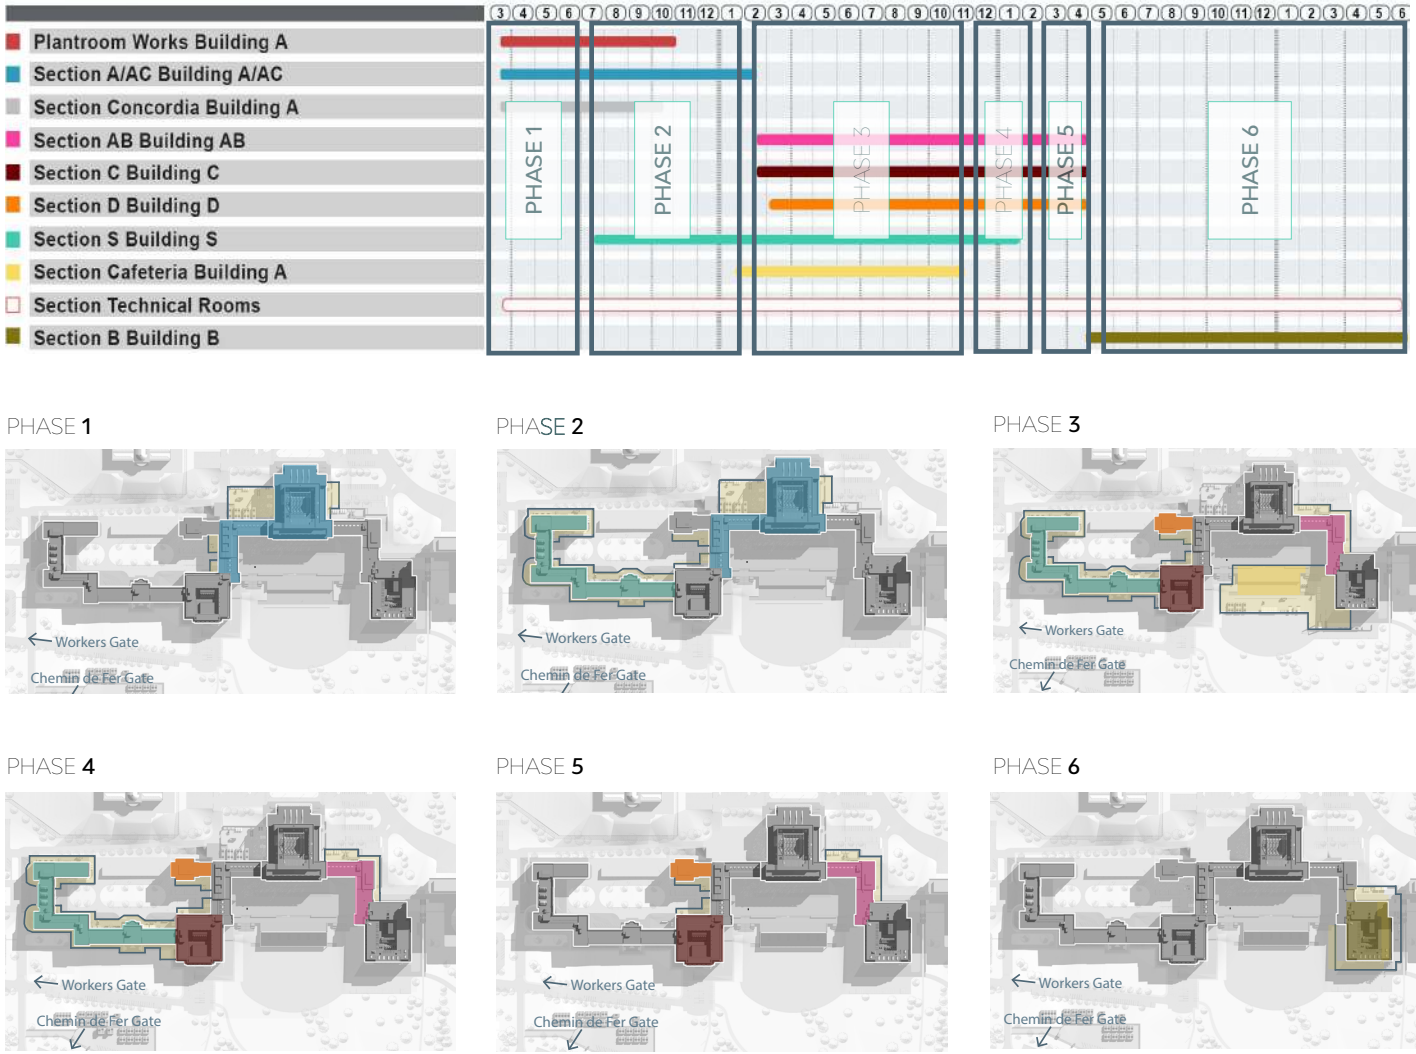 3 4 5 6 7 8 9 10 11 12 1 2 3 4 5 6 7 8 9 10 11 12 1 2 3 4 5 6 7 8 9 10 11 12 1 2 3 4 5 6
Plantroom Works Building A
Section A/AC Building A/AC
Section Concordia Building A
Section AB Building AB
Section C Building C
Section D Building D
Section S Building S
Section Cafeteria Building A
Section Technical Rooms
Section B Building B
PHASE 1
PHASE 2
PHASE 3
PHASE 4
PHASE 5
PHASE 6
PHASE 1
Workers Gate
Chemin de Fer Gate
PHASE 2
Workers Gate
Chemin de Fer Gate
PHASE 3
Workers Gate
Chemin de Fer Gate
PHASE 4
Workers Gate
Chemin de Fer Gate
PHASE 5
Workers Gate
Chemin de Fer Gate
PHASE 6
Workers Gate
Chemin de Fer Gate